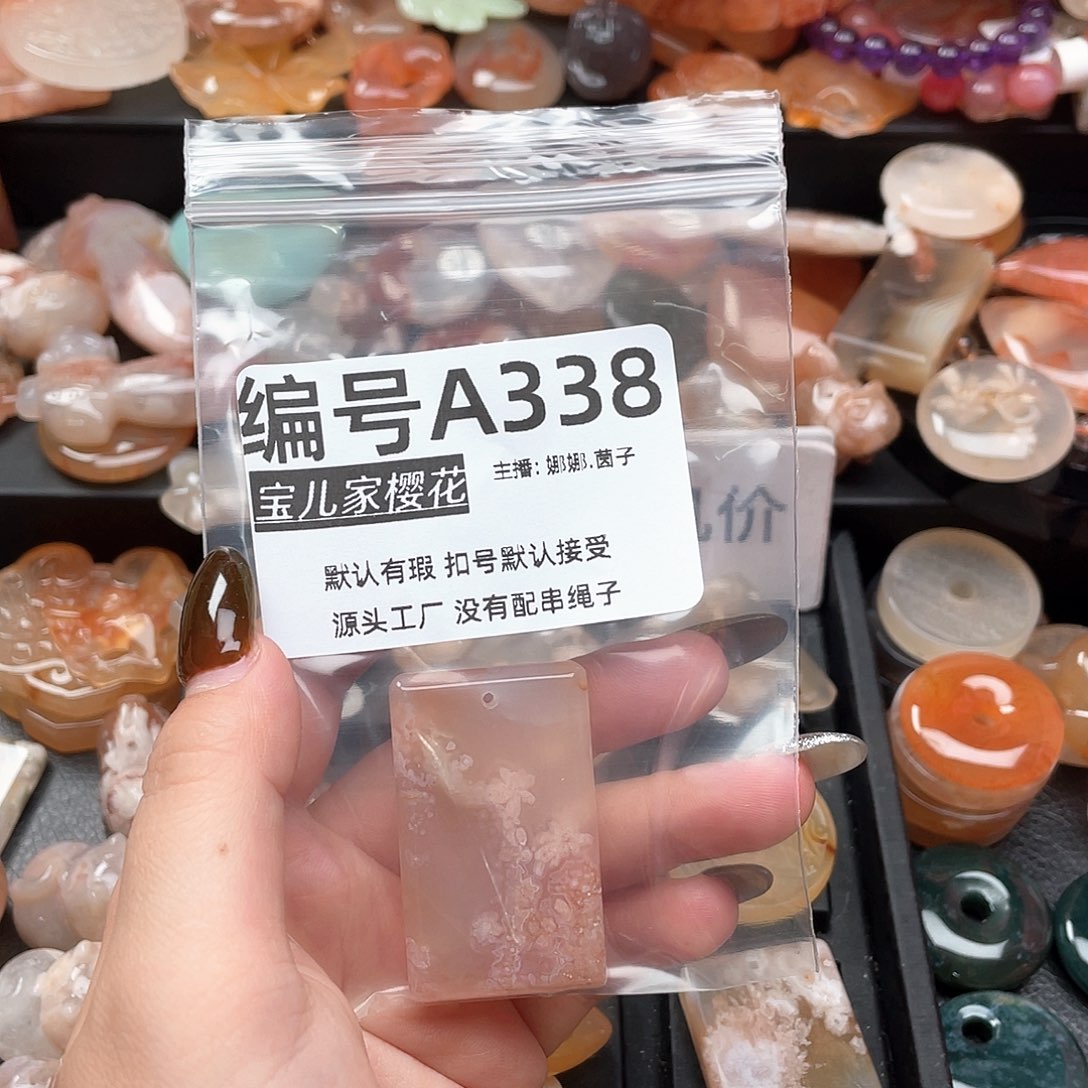 编号A338
宝儿家樱花
主播：娜娜.茵子
默认有瑕 扣号默认接受
源头工厂 没有配串绳子
价